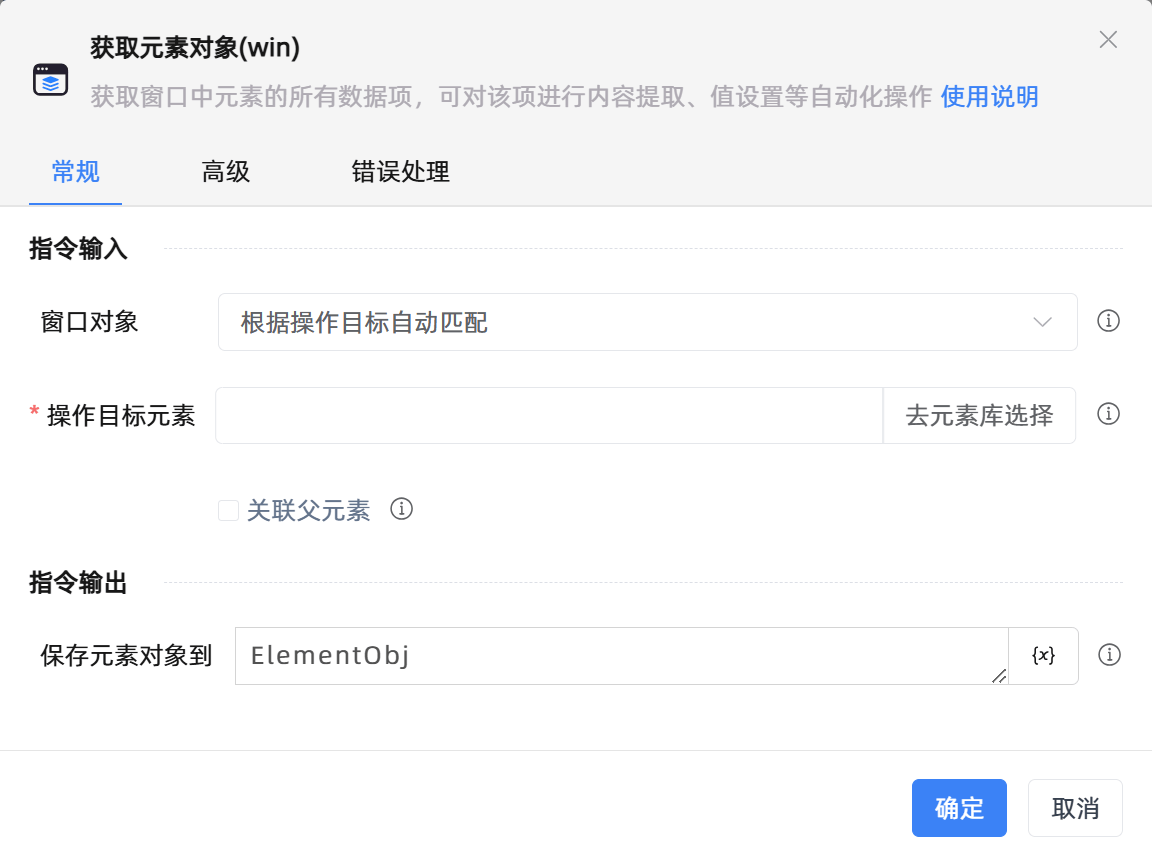 获取元素对象(win)
获取窗口中元素的所有数据项，可对该项进行内容提取、值设置等自动化操作 使用说明
常规 高级 错误处理
指令输入
窗口对象 根据操作目标自动匹配
* 操作目标元素 去元素库选择
关联父元素
指令输出
保存元素对象到 ElementObj {x}
确定 取消